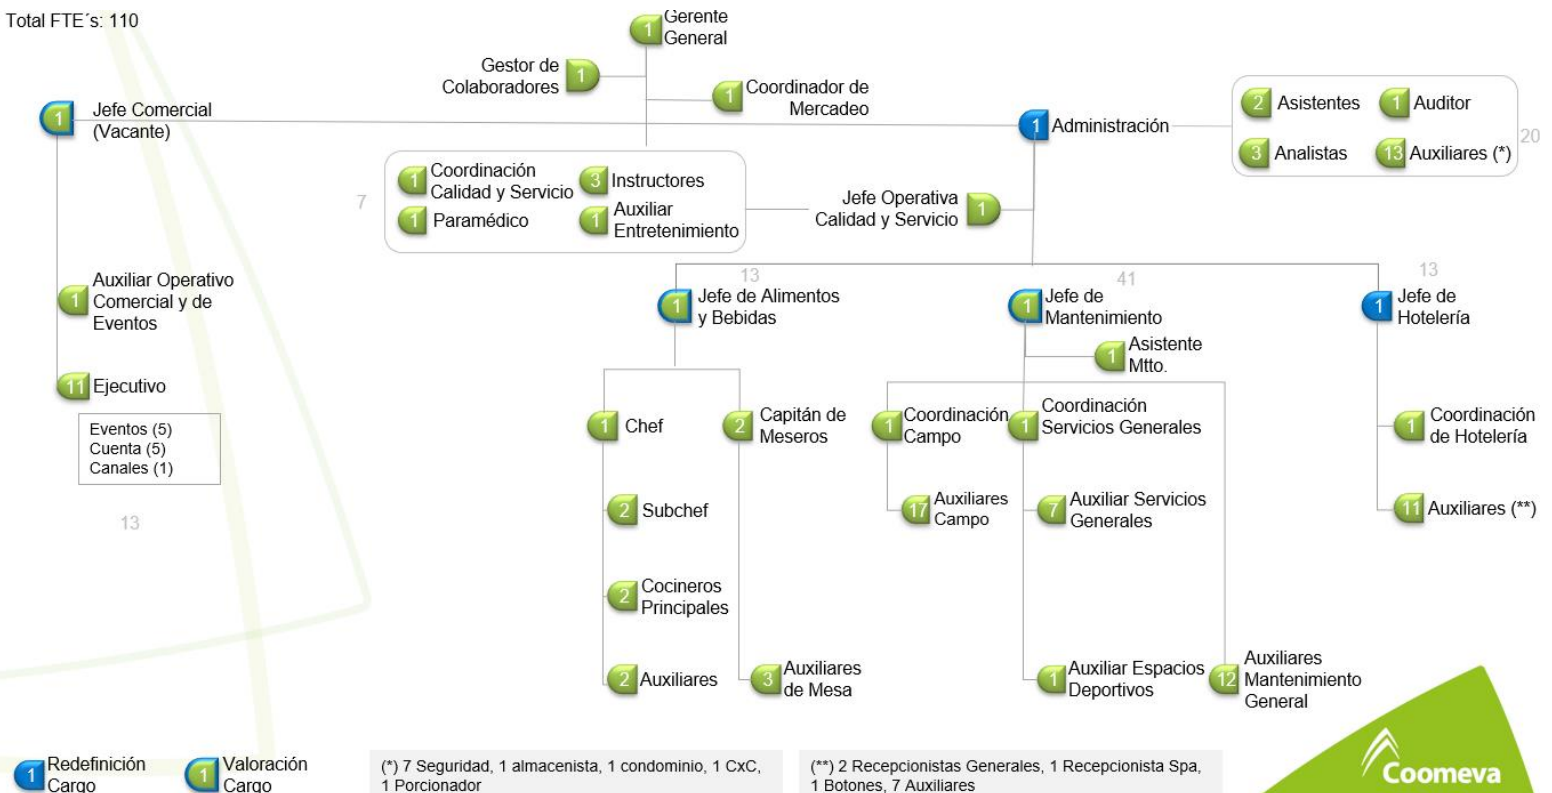 Total FTE´s: 110
1 Gerente
General
Gestor de
Colaboradores 1
1 Coordinador de
Mercadeo
1 Jefe Comercial
(Vacante)
1 Administración
2 Asistentes
1 Auditor
3 Analistas
13 Auxiliares (*)
20
7
1 Coordinación
Calidad y Servicio
3 Instructores
1 Paramédico
1 Auxiliar
Entretenimiento
Jefe Operativa
Calidad y Servicio 1
1 Auxiliar Operativo
Comercial y de
Eventos
11 Ejecutivo
Eventos (5)
Cuenta (5)
Canales (1)
13
13
1 Jefe de Alimentos
y Bebidas
41
1 Jefe de
Mantenimiento
13
1 Jefe de
Hotelería
1 Asistente
Mtto.
1 Chef
2 Capitán de
Meseros
1 Coordinación
Campo
1 Coordinación
Servicios Generales
1 Coordinación
de Hotelería
2 Subchef
17 Auxiliares
Campo
7 Auxiliar Servicios
Generales
11 Auxiliares (**)
2 Cocineros
Principales
2 Auxiliares
3 Auxiliares
de Mesa
1 Auxiliar Espacios
Deportivos
12 Auxiliares
Mantenimiento
General
1 Redefinición
Cargo
1 Valoración
Cargo
(*) 7 Seguridad, 1 almacenista, 1 condominio, 1 CxC,
1 Porcionador
(**) 2 Recepcionistas Generales, 1 Recepcionista Spa,
1 Botones, 7 Auxiliares
Coomeva